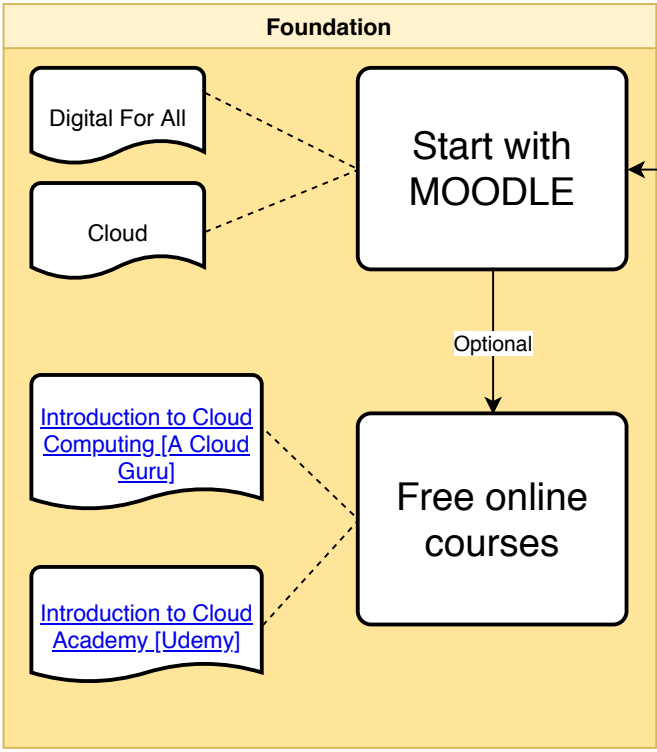 Foundation
Digital For All
Start with
MOODLE
Cloud
Optional
Introduction to Cloud
Computing [A Cloud
Guru]
Free online
courses
Introduction to Cloud
Academy [Udemy]